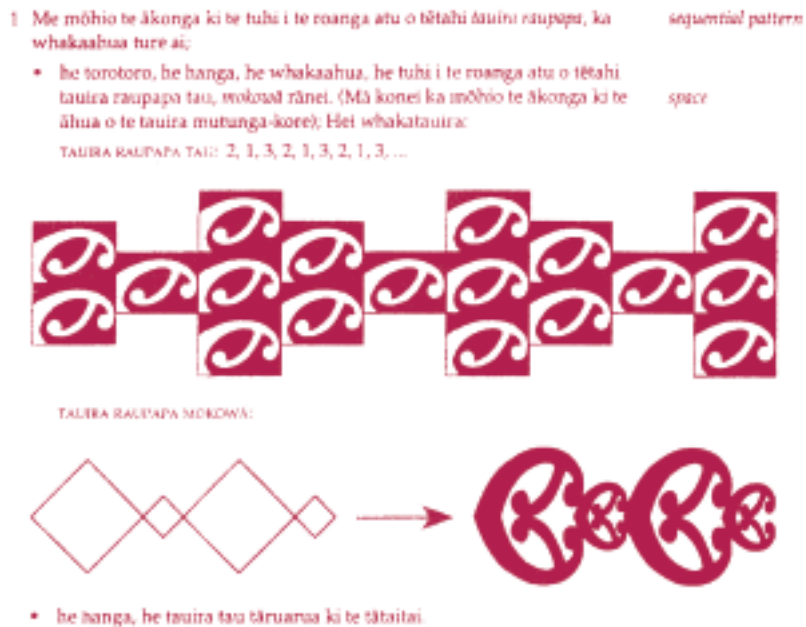 1 Me mōhio te ākonga ki te tuhi i te roanga atu o tētahi tauira raupapa, ka sequential pattern
whakaahua ture ai;
• he torotoro, he hanga, he whakaahua, he tuhi i te roanga atu o tētahi
tauira raupapa tau, mokowā rānei. (Mā konei ka mōhio te ākonga ki te space
āhua o te tauira mutunga-kore); Hei whakatauira:
TAUIRA RAUPAPA TAU: 2, 1, 3, 2, 1, 3, 2, 1, 3, ...
TAUIRA RAUPAPA MOKOWĀ:
• he hanga, he tauira tau tāruarua ki te tātaitai.